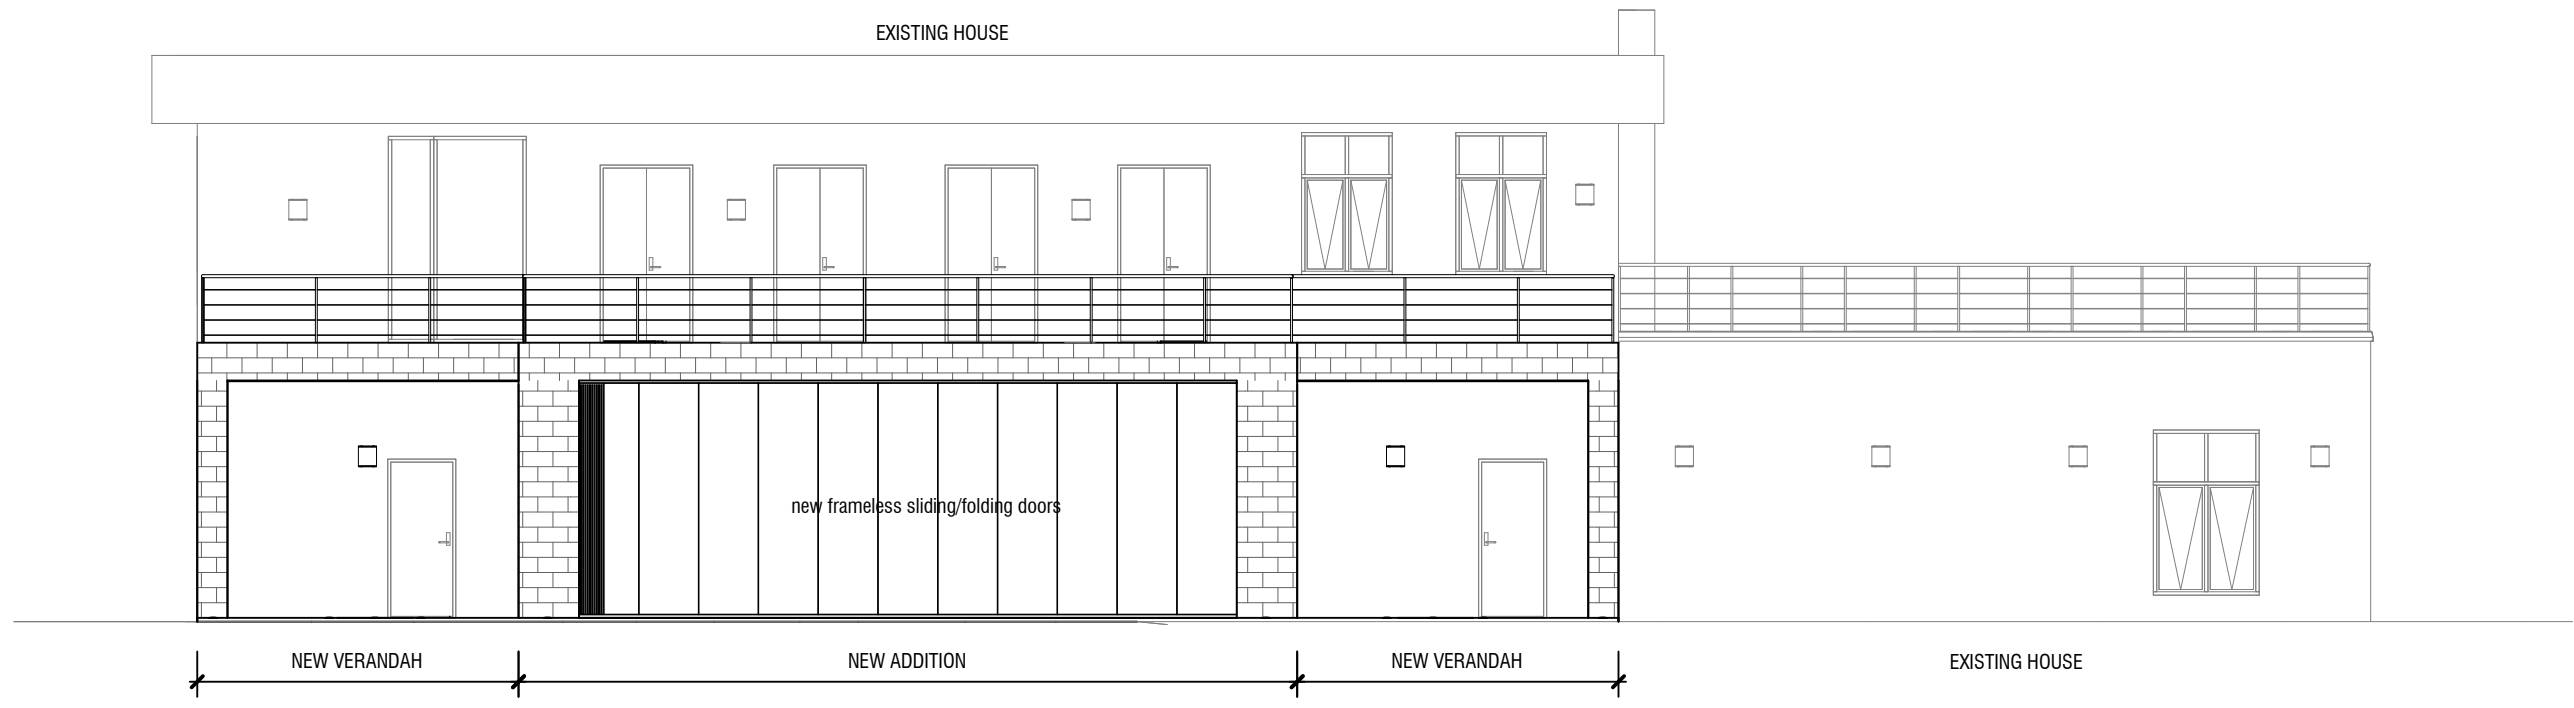 EXISTING HOUSE
new frameless sliding/folding doors
NEW VERANDAH
NEW ADDITION
NEW VERANDAH
EXISTING HOUSE